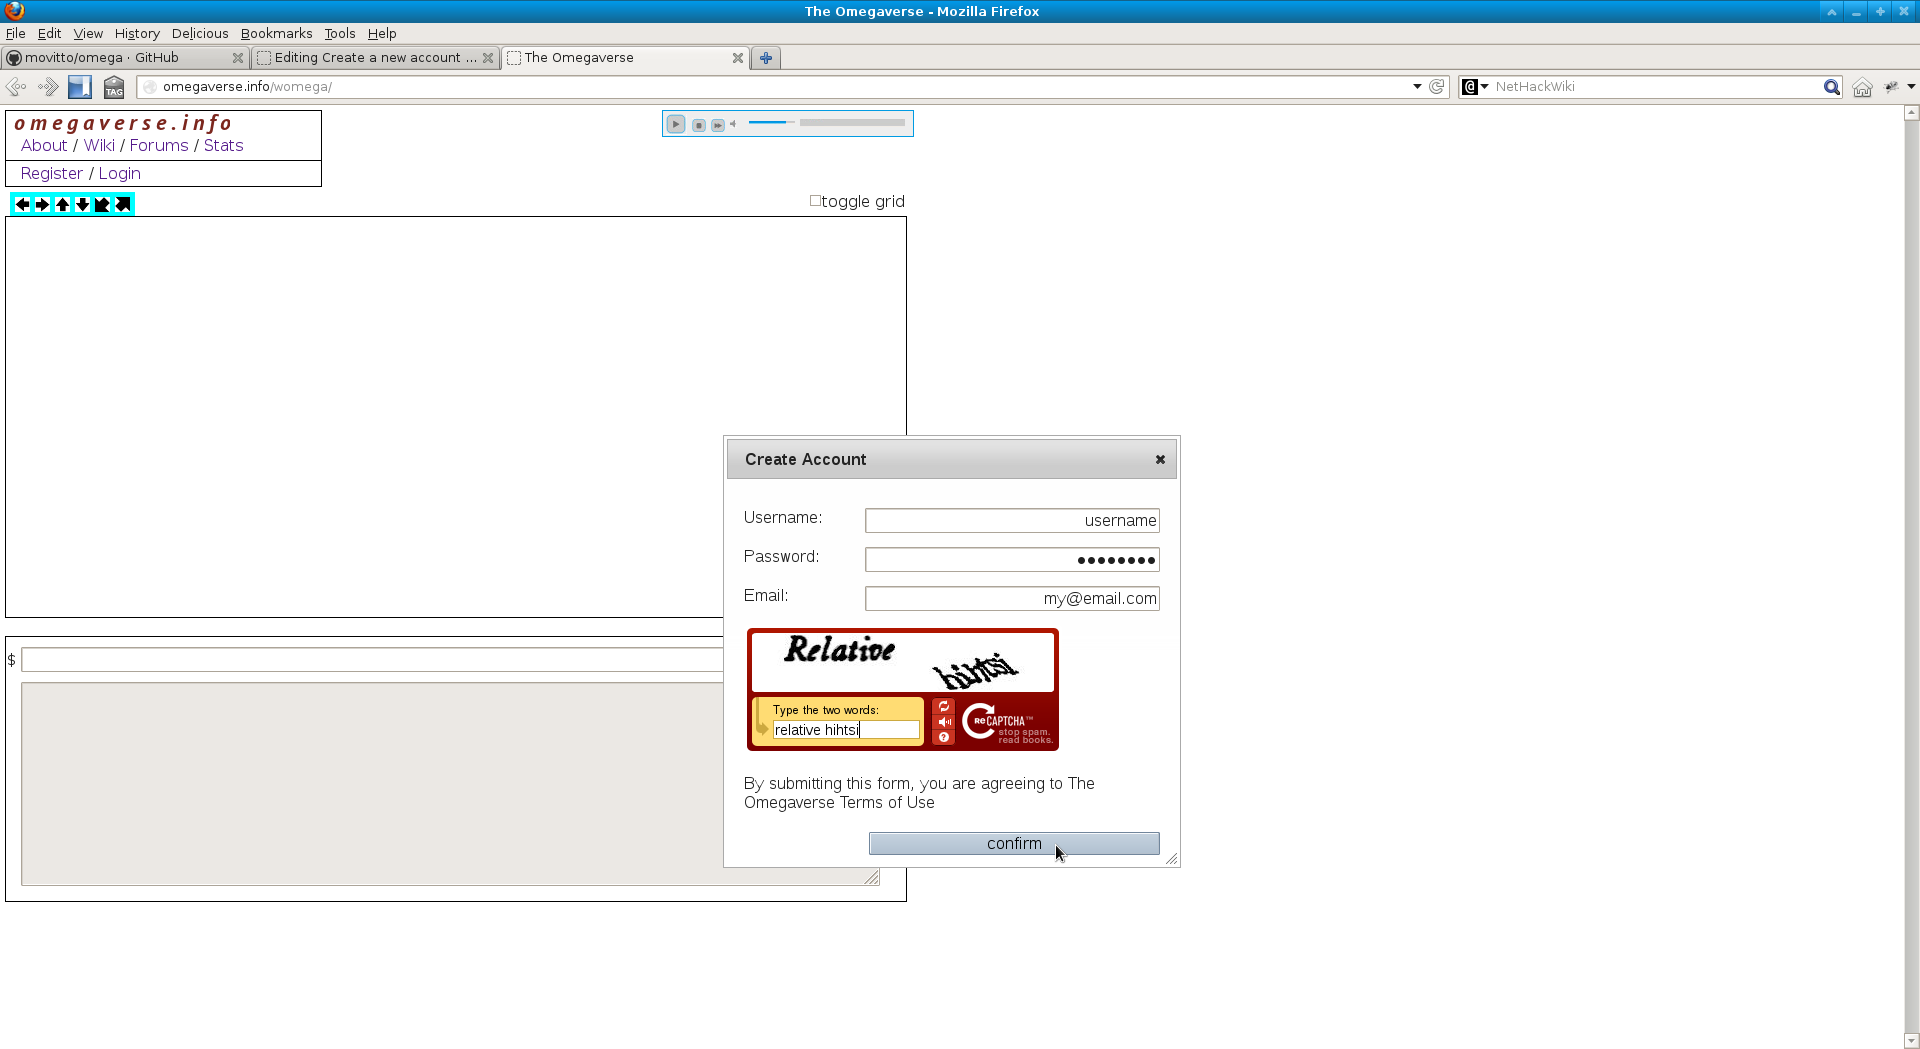 The Omegaverse - Mozilla Firefox
File Edit View History Delicious Bookmarks Tools Help
movitto/omega · GitHub
Editing Create a new account ...
The Omegaverse
TAG
omegaverse.info/womega/
@
NetHackWiki
omegaverse.info
About / Wiki / Forums / Stats
Register / Login
toggle grid
$
Create Account
Username: username
Password: ••••••••
Email: my@email.com
Relative hihtsi
Type the two words:
relative hihtsi
reCAPTCHA™
stop spam.
read books.
By submitting this form, you are agreeing to The
Omegaverse Terms of Use
confirm